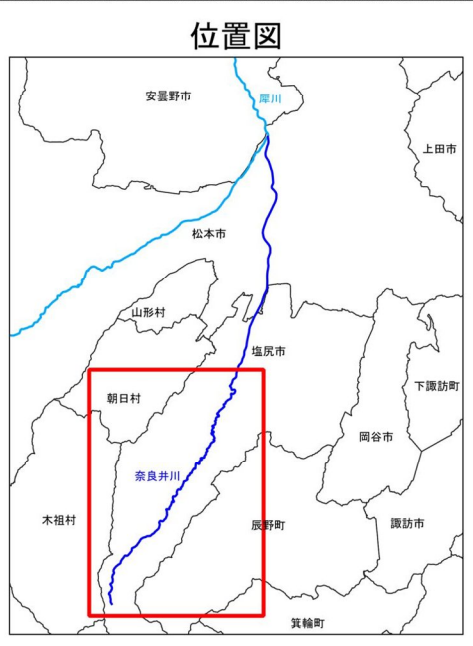 位置図
安曇野市
犀川
上田市
松本市
山形村
塩尻市
下諏訪町
朝日村
岡谷市
奈良井川
木祖村
辰野町
諏訪市
箕輪町